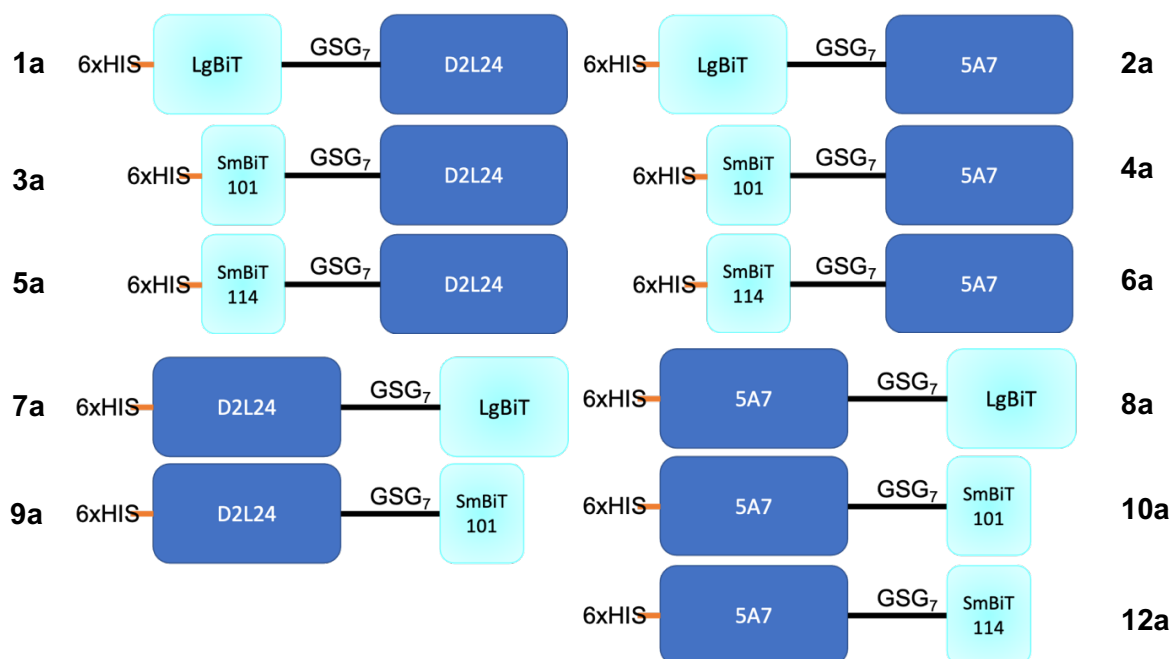 1a 6xHIS LgBiT GSG₇ D2L24 6xHIS LgBiT GSG₇ 5A7 2a
3a 6xHIS SmBiT 101 GSG₇ D2L24 6xHIS SmBiT 101 GSG₇ 5A7 4a
5a 6xHIS SmBiT 114 GSG₇ D2L24 6xHIS SmBiT 114 GSG₇ 5A7 6a
7a 6xHIS D2L24 GSG₇ LgBiT 6xHIS 5A7 GSG₇ LgBiT 8a
9a 6xHIS D2L24 GSG₇ SmBiT 101 6xHIS 5A7 GSG₇ SmBiT 101 10a
6xHIS 5A7 GSG₇ SmBiT 114 12a